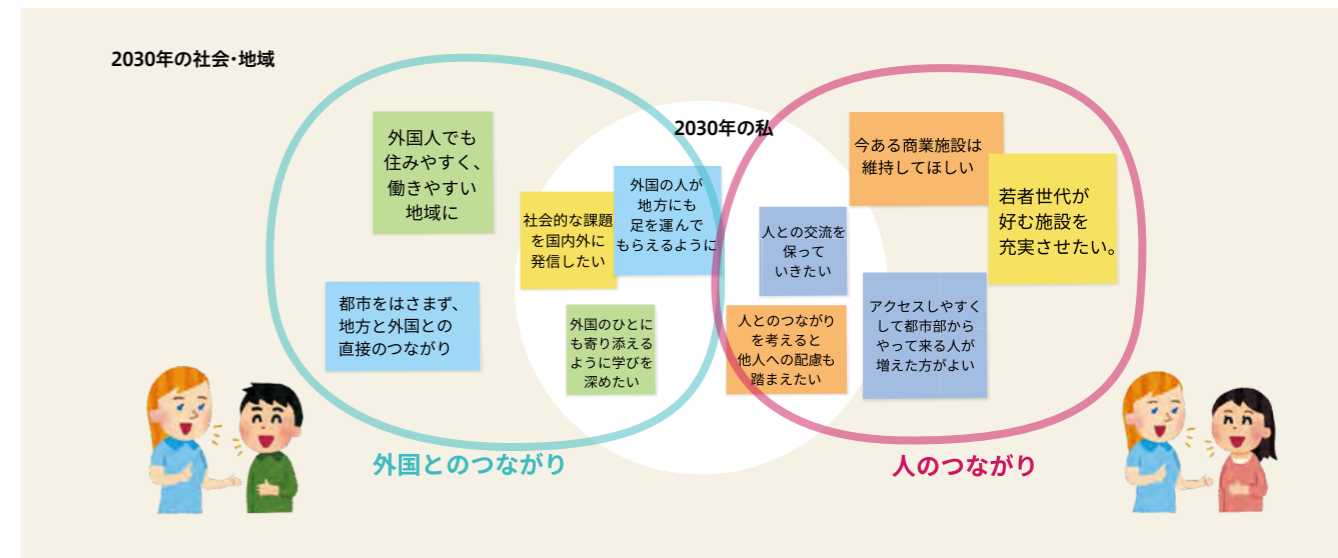 2030年の社会・地域
外国人でも
住みやすく、
働きやすい
地域に
都市をはさまず、
地方と外国との
直接のつながり
社会的な課題
を国内外に
発信したい
外国の人が
地方にも
足を運んで
もらえるように
外国のひとに
も寄り添える
ように学びを
深めたい
外国とのつながり
2030年の私
人との交流を
保って
いきたい
人とのつながり
を考えると
他人への配慮も
踏まえたい
今ある商業施設は
維持してほしい
若者世代が
好む施設を
充実させたい。
アクセスしやすく
して都市部から
やって来る人が
増えた方がよい
人のつながり